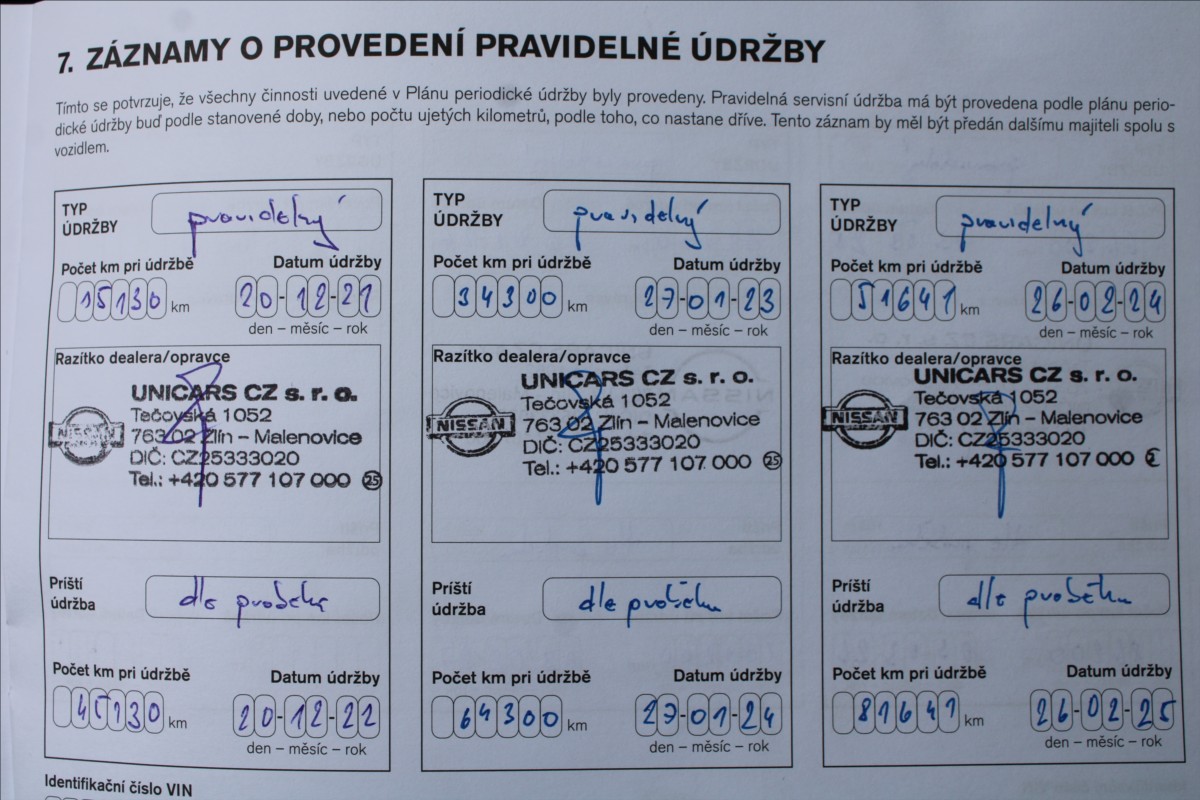 7. ZÁZNAMY O PROVEDENÍ PRAVIDELNÉ ÚDRŽBY
Tímto se potvrzuje, že všechny činnosti uvedené v Plánu periodické údržby byly provedeny. Pravidelná servisní údržba má být provedena podle plánu perio-
dické údržby buď podle stanovené doby, nebo počtu ujetých kilometrů, podle toho, co nastane dříve. Tento záznam by měl být předán dalšímu majiteli spolu s
vozidlem.
TYP
ÚDRŽBY
pravidelný
Počet km pri údržbě
Datum údržby
15130 km
20-12-21
den – měsíc – rok
Razítko dealera/opravce
UNICARS CZ s. r. o.
Tečovská 1052
763 02 Zlín – Malenovice
DIČ: CZ25333020
Tel.: +420 577 107 000 25
NISSAN
Príští
údržba
dle proběhu
Počet km pri údržbě
Datum údržby
45130 km
20-12-22
den – měsíc – rok
TYP
ÚDRŽBY
pravidelný
Počet km pri údržbě
Datum údržby
34300 km
27-01-23
den – měsíc – rok
Razítko dealera/opravce
UNICARS CZ s. r. o.
Tečovská 1052
763 02 Zlín – Malenovice
DIČ: CZ25333020
Tel.: +420 577 107 000 25
NISSAN
Príští
údržba
dle proběhu
Počet km pri údržbě
Datum údržby
64300 km
27-01-24
den – měsíc – rok
TYP
ÚDRŽBY
pravidelný
Počet km pri údržbě
Datum údržby
51641 km
26-02-24
den – měsíc – rok
Razítko dealera/opravce
UNICARS CZ s. r. o.
Tečovská 1052
763 02 Zlín – Malenovice
DIČ: CZ25333020
Tel.: +420 577 107 000
NISSAN
Príští
údržba
dle proběhu
Počet km pri údržbě
Datum údržby
81641 km
26-02-25
den – měsíc – rok
Identifikační číslo VIN